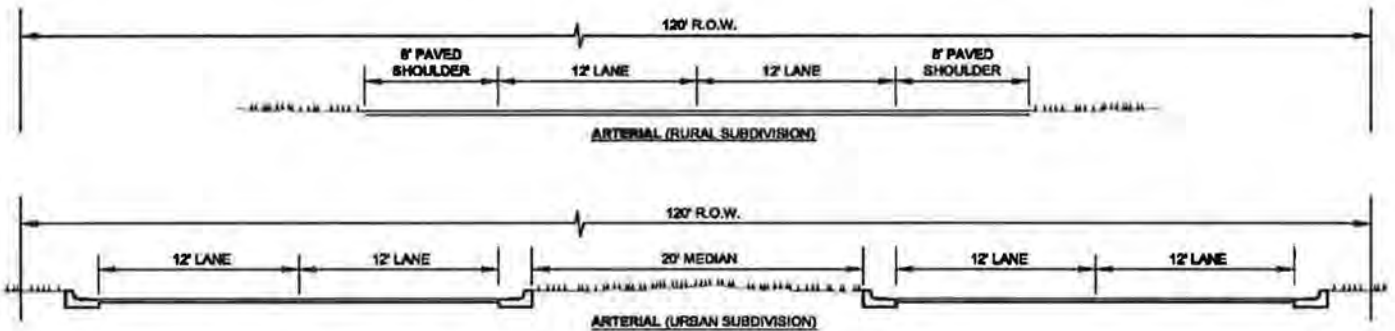 120' R.O.W.
8' PAVED
SHOULDER
12' LANE
12' LANE
8' PAVED
SHOULDER
ARTERIAL (RURAL SUBDIVISION)
120' R.O.W.
12' LANE
12' LANE
20' MEDIAN
12' LANE
12' LANE
ARTERIAL (URBAN SUBDIVISION)